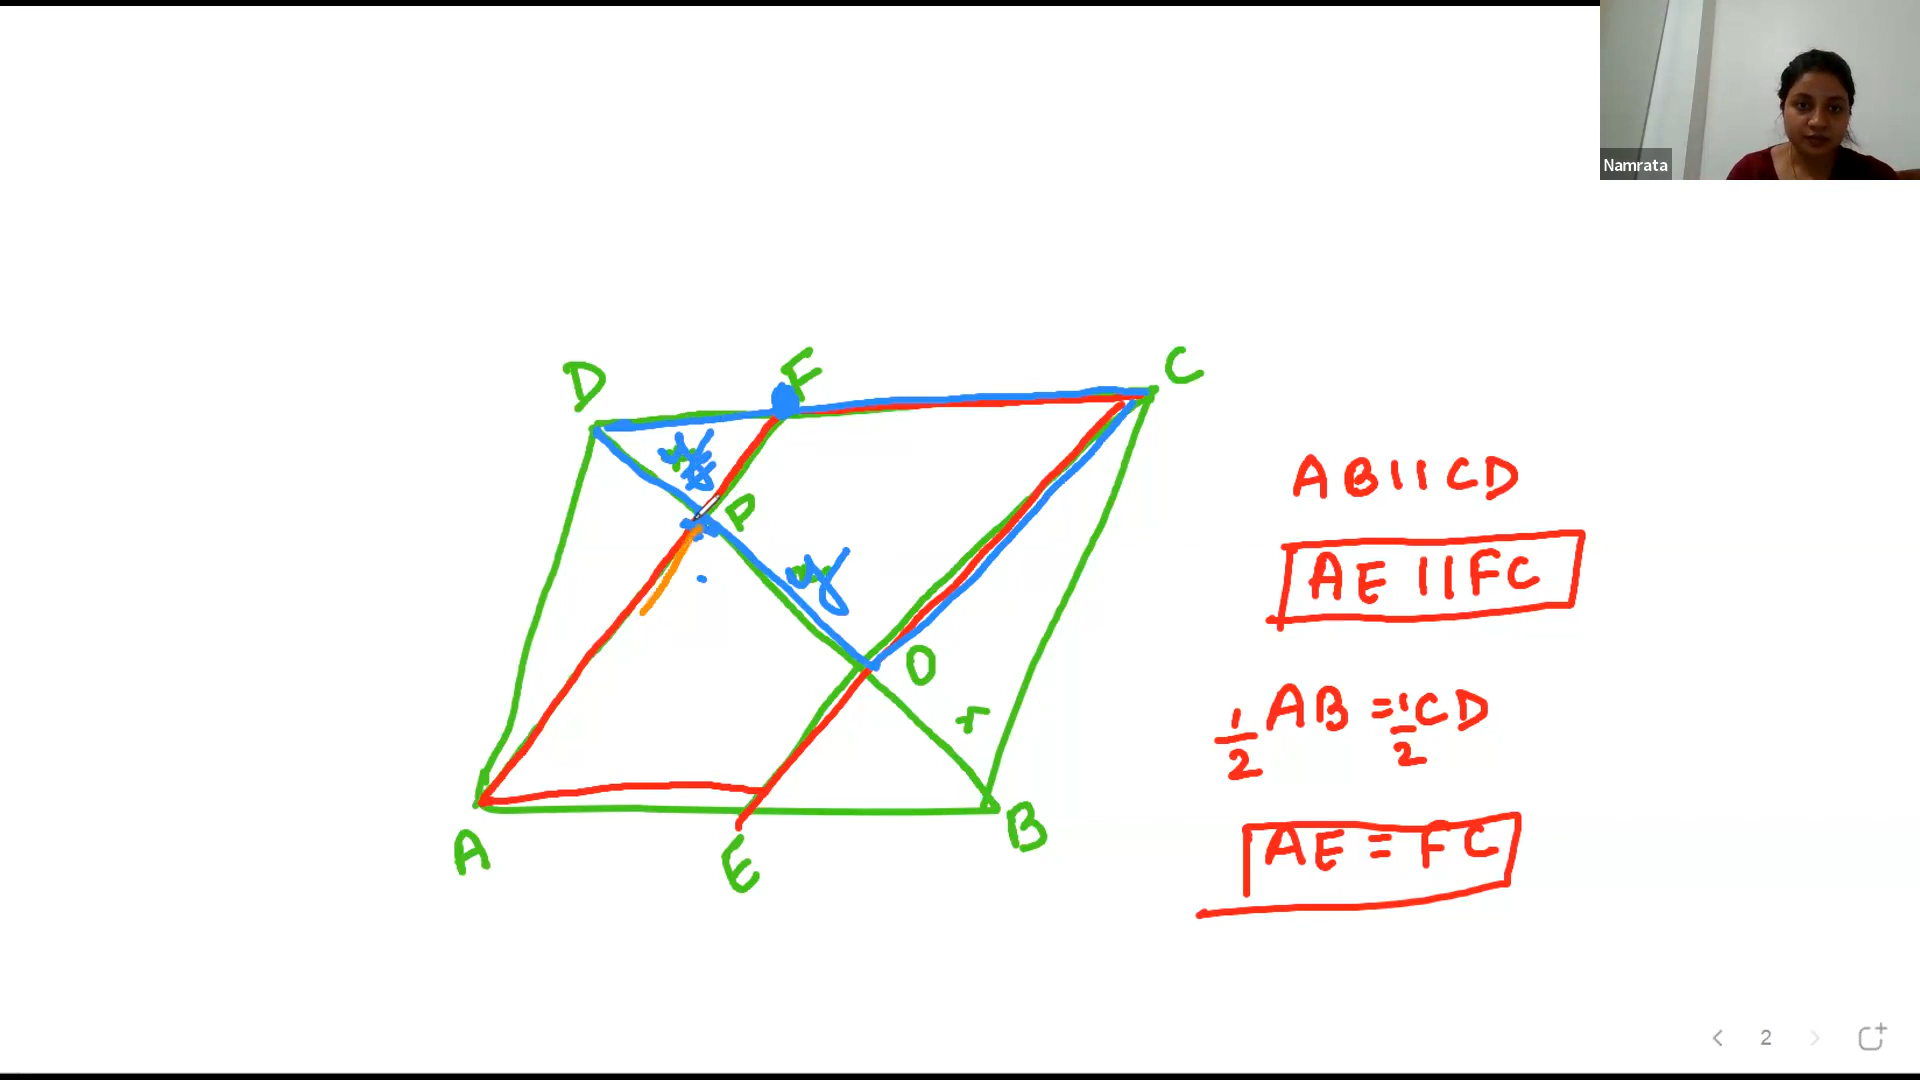 Namrata
D
F
C
P
O
r
A
E
B
AB || CD
AE || FC
1/2 AB = 1/2 CD
AE = FC
2